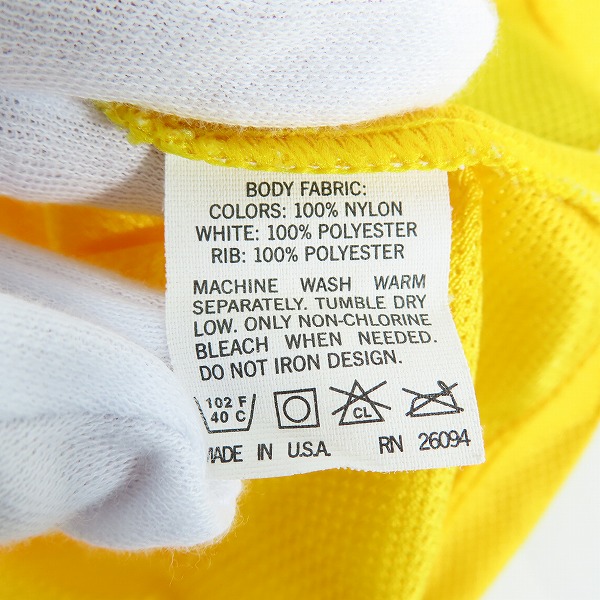 BODY FABRIC:
COLORS: 100% NYLON
WHITE: 100% POLYESTER
RIB: 100% POLYESTER
MACHINE WASH WARM
SEPARATELY. TUMBLE DRY
LOW. ONLY NON-CHLORINE
BLEACH WHEN NEEDED.
DO NOT IRON DESIGN.
102 F
40 C
CL
MADE IN U.S.A. RN 26094